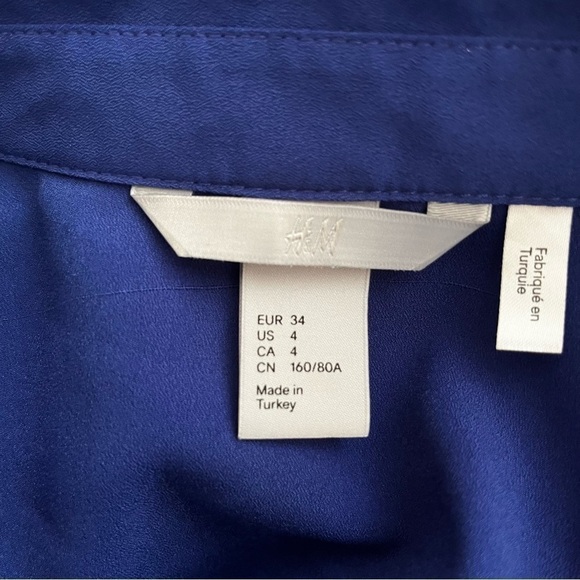 H&M
EUR 34
US 4
CA 4
CN 160/80A
Made in
Turkey
Fabriqué en
Turquie